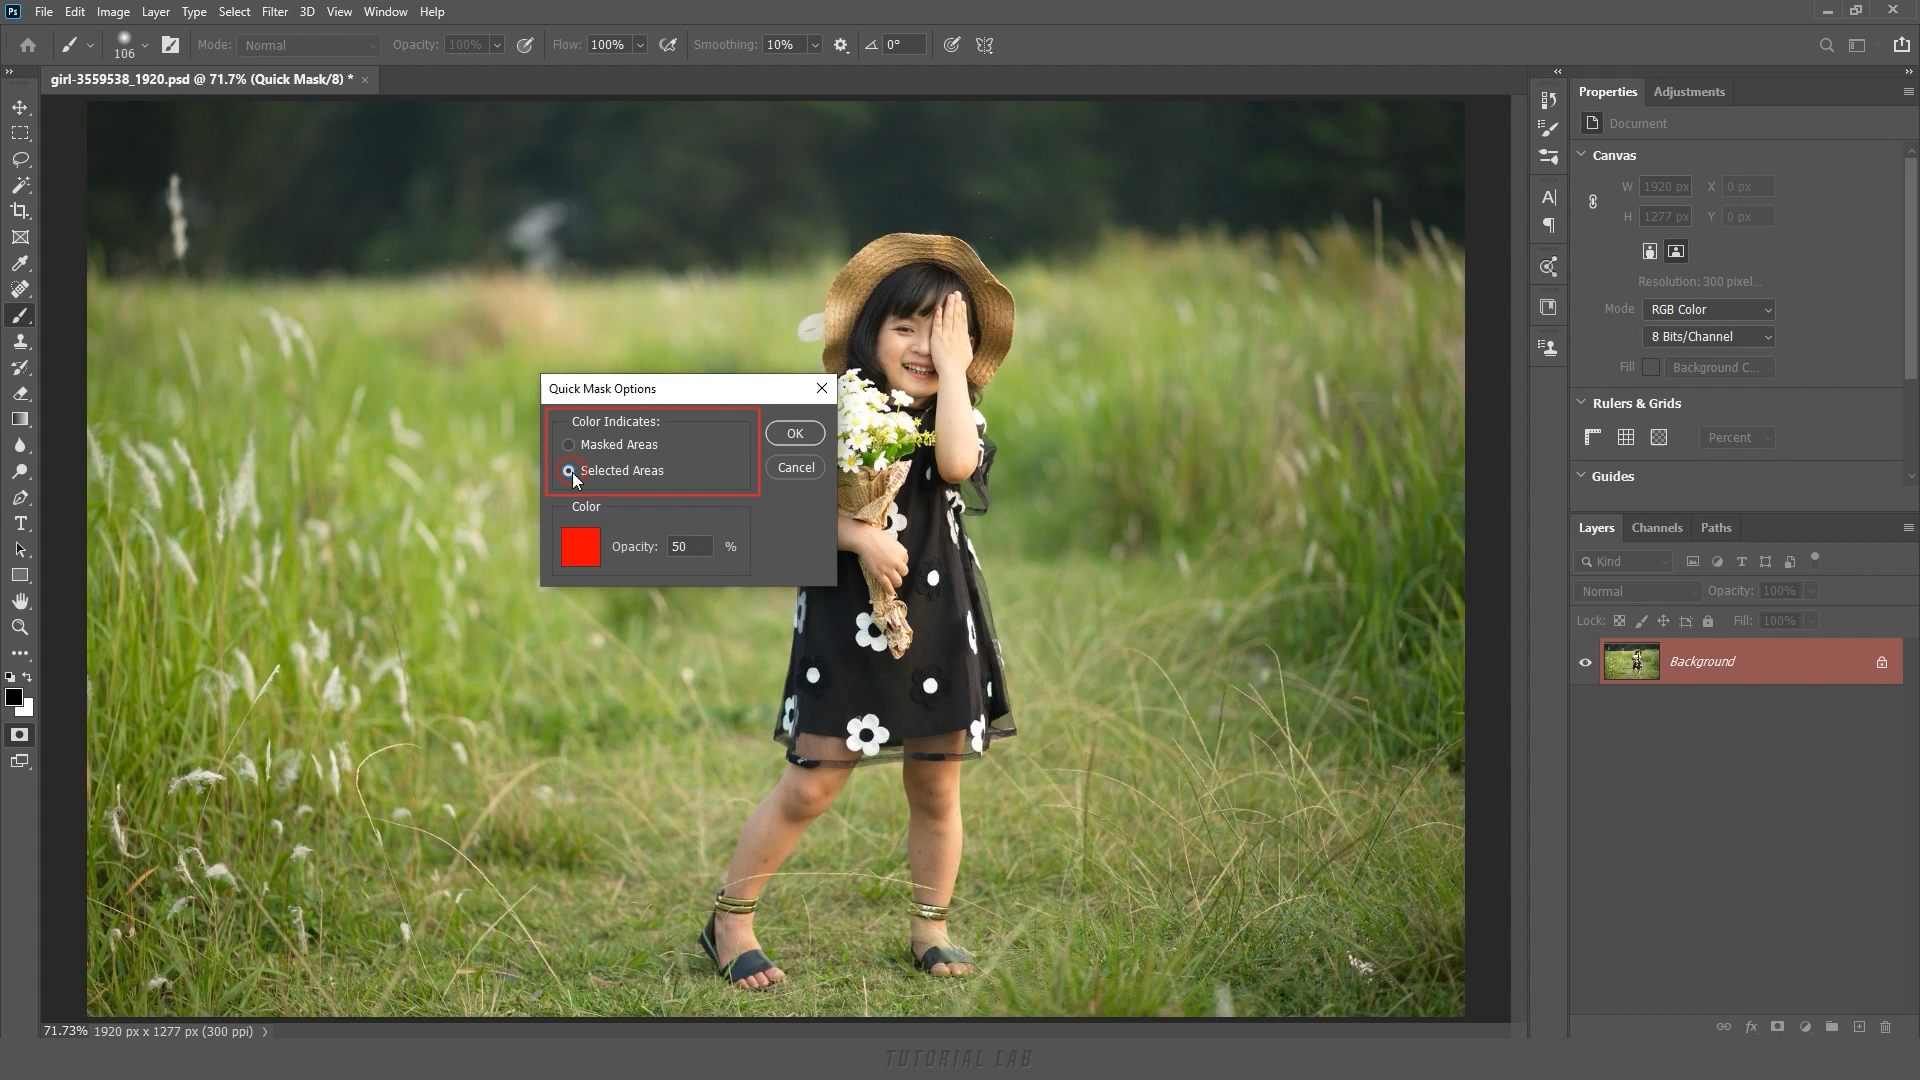 Ps File Edit Image Layer Type Select Filter 3D View Window Help
106 Mode: Normal Opacity: 100% Flow: 100% Smoothing: 10% 0°
girl-3559538_1920.psd @ 71.7% (Quick Mask/8) * ×
Properties Adjustments
Document
Canvas
W 1920 px X 0 px
H 1277 px Y 0 px
Resolution: 300 pixel...
Mode RGB Color
8 Bits/Channel
Fill Background C...
Rulers & Grids
Percent
Guides
Quick Mask Options
Color Indicates:
Masked Areas
Selected Areas
OK
Cancel
Color
Opacity: 50 %
Layers Channels Paths
Kind
Normal Opacity: 100%
Lock: Fill: 100%
Background
71.73% 1920 px x 1277 px (300 ppi)
TUTORIAL LAB